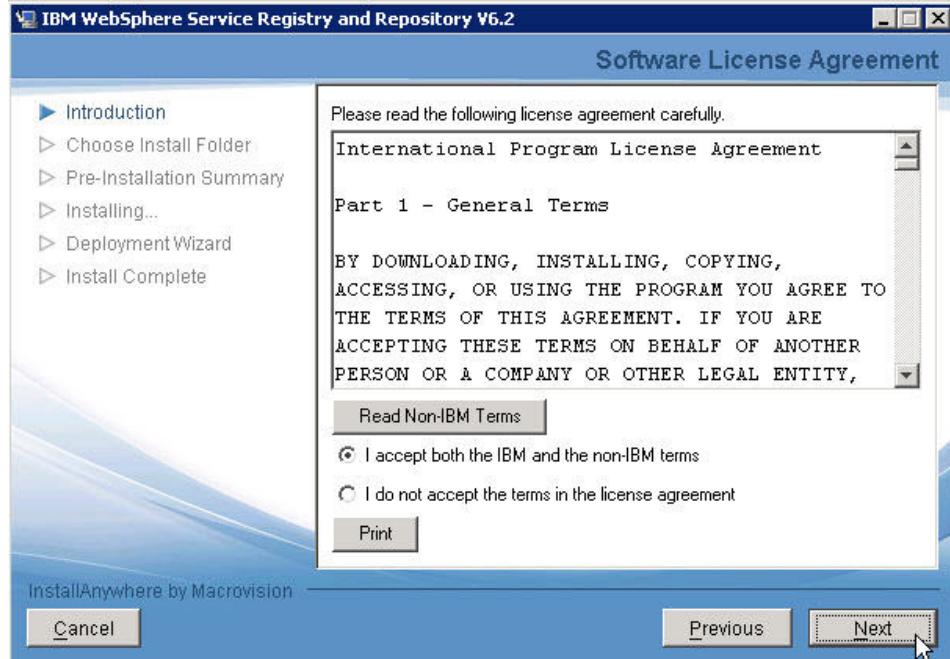 IBM WebSphere Service Registry and Repository V6.2
Software License Agreement
Introduction
Choose Install Folder
Pre-Installation Summary
Installing...
Deployment Wizard
Install Complete
Please read the following license agreement carefully.
International Program License Agreement
Part 1 - General Terms
BY DOWNLOADING, INSTALLING, COPYING,
ACCESSING, OR USING THE PROGRAM YOU AGREE TO
THE TERMS OF THIS AGREEMENT. IF YOU ARE
ACCEPTING THESE TERMS ON BEHALF OF ANOTHER
PERSON OR A COMPANY OR OTHER LEGAL ENTITY,
Read Non-IBM Terms
I accept both the IBM and the non-IBM terms
I do not accept the terms in the license agreement
Print
InstallAnywhere by Macrovision
Cancel
Previous
Next